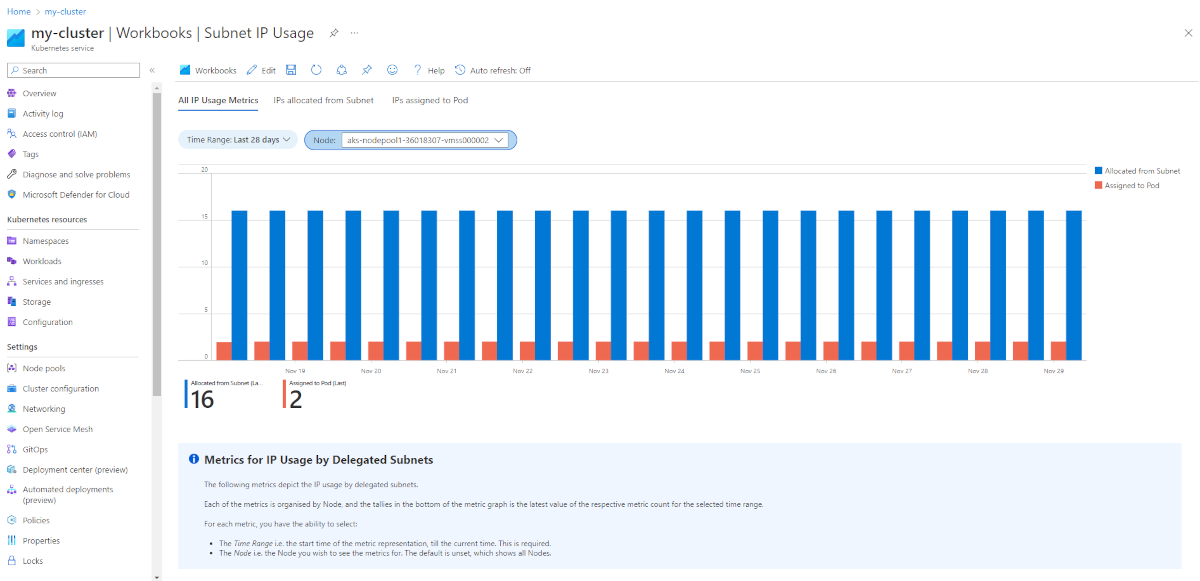 Home > my-cluster
my-cluster | Workbooks | Subnet IP Usage
Kubernetes service
Search
Overview
Activity log
Access control (IAM)
Tags
Diagnose and solve problems
Microsoft Defender for Cloud
Kubernetes resources
Namespaces
Workloads
Services and ingresses
Storage
Configuration
Settings
Node pools
Cluster configuration
Networking
Open Service Mesh
GitOps
Deployment center (preview)
Automated deployments
(preview)
Policies
Properties
Locks
Workbooks Edit Help Auto refresh: Off
All IP Usage Metrics IPs allocated from Subnet IPs assigned to Pod
Time Range: Last 28 days Node: aks-nodepool1-36018307-vmss000002
20
15
10
5
0
Nov 19 Nov 20 Nov 21 Nov 22 Nov 23 Nov 24 Nov 25 Nov 26 Nov 27 Nov 28 Nov 29
Allocated from Subnet
Assigned to Pod
Allocated from Subnet (La...
16
Assigned to Pod (Last)
2
Metrics for IP Usage by Delegated Subnets
The following metrics depict the IP usage by delegated subnets.
Each of the metrics is organised by Node, and the tallies in the bottom of the metric graph is the latest value of the respective metric count for the selected time range.
For each metric, you have the ability to select:
• The Time Range i.e. the start time of the metric representation, till the current time. This is required.
• The Node i.e. the Node you wish to see the metrics for. The default is unset, which shows all Nodes.